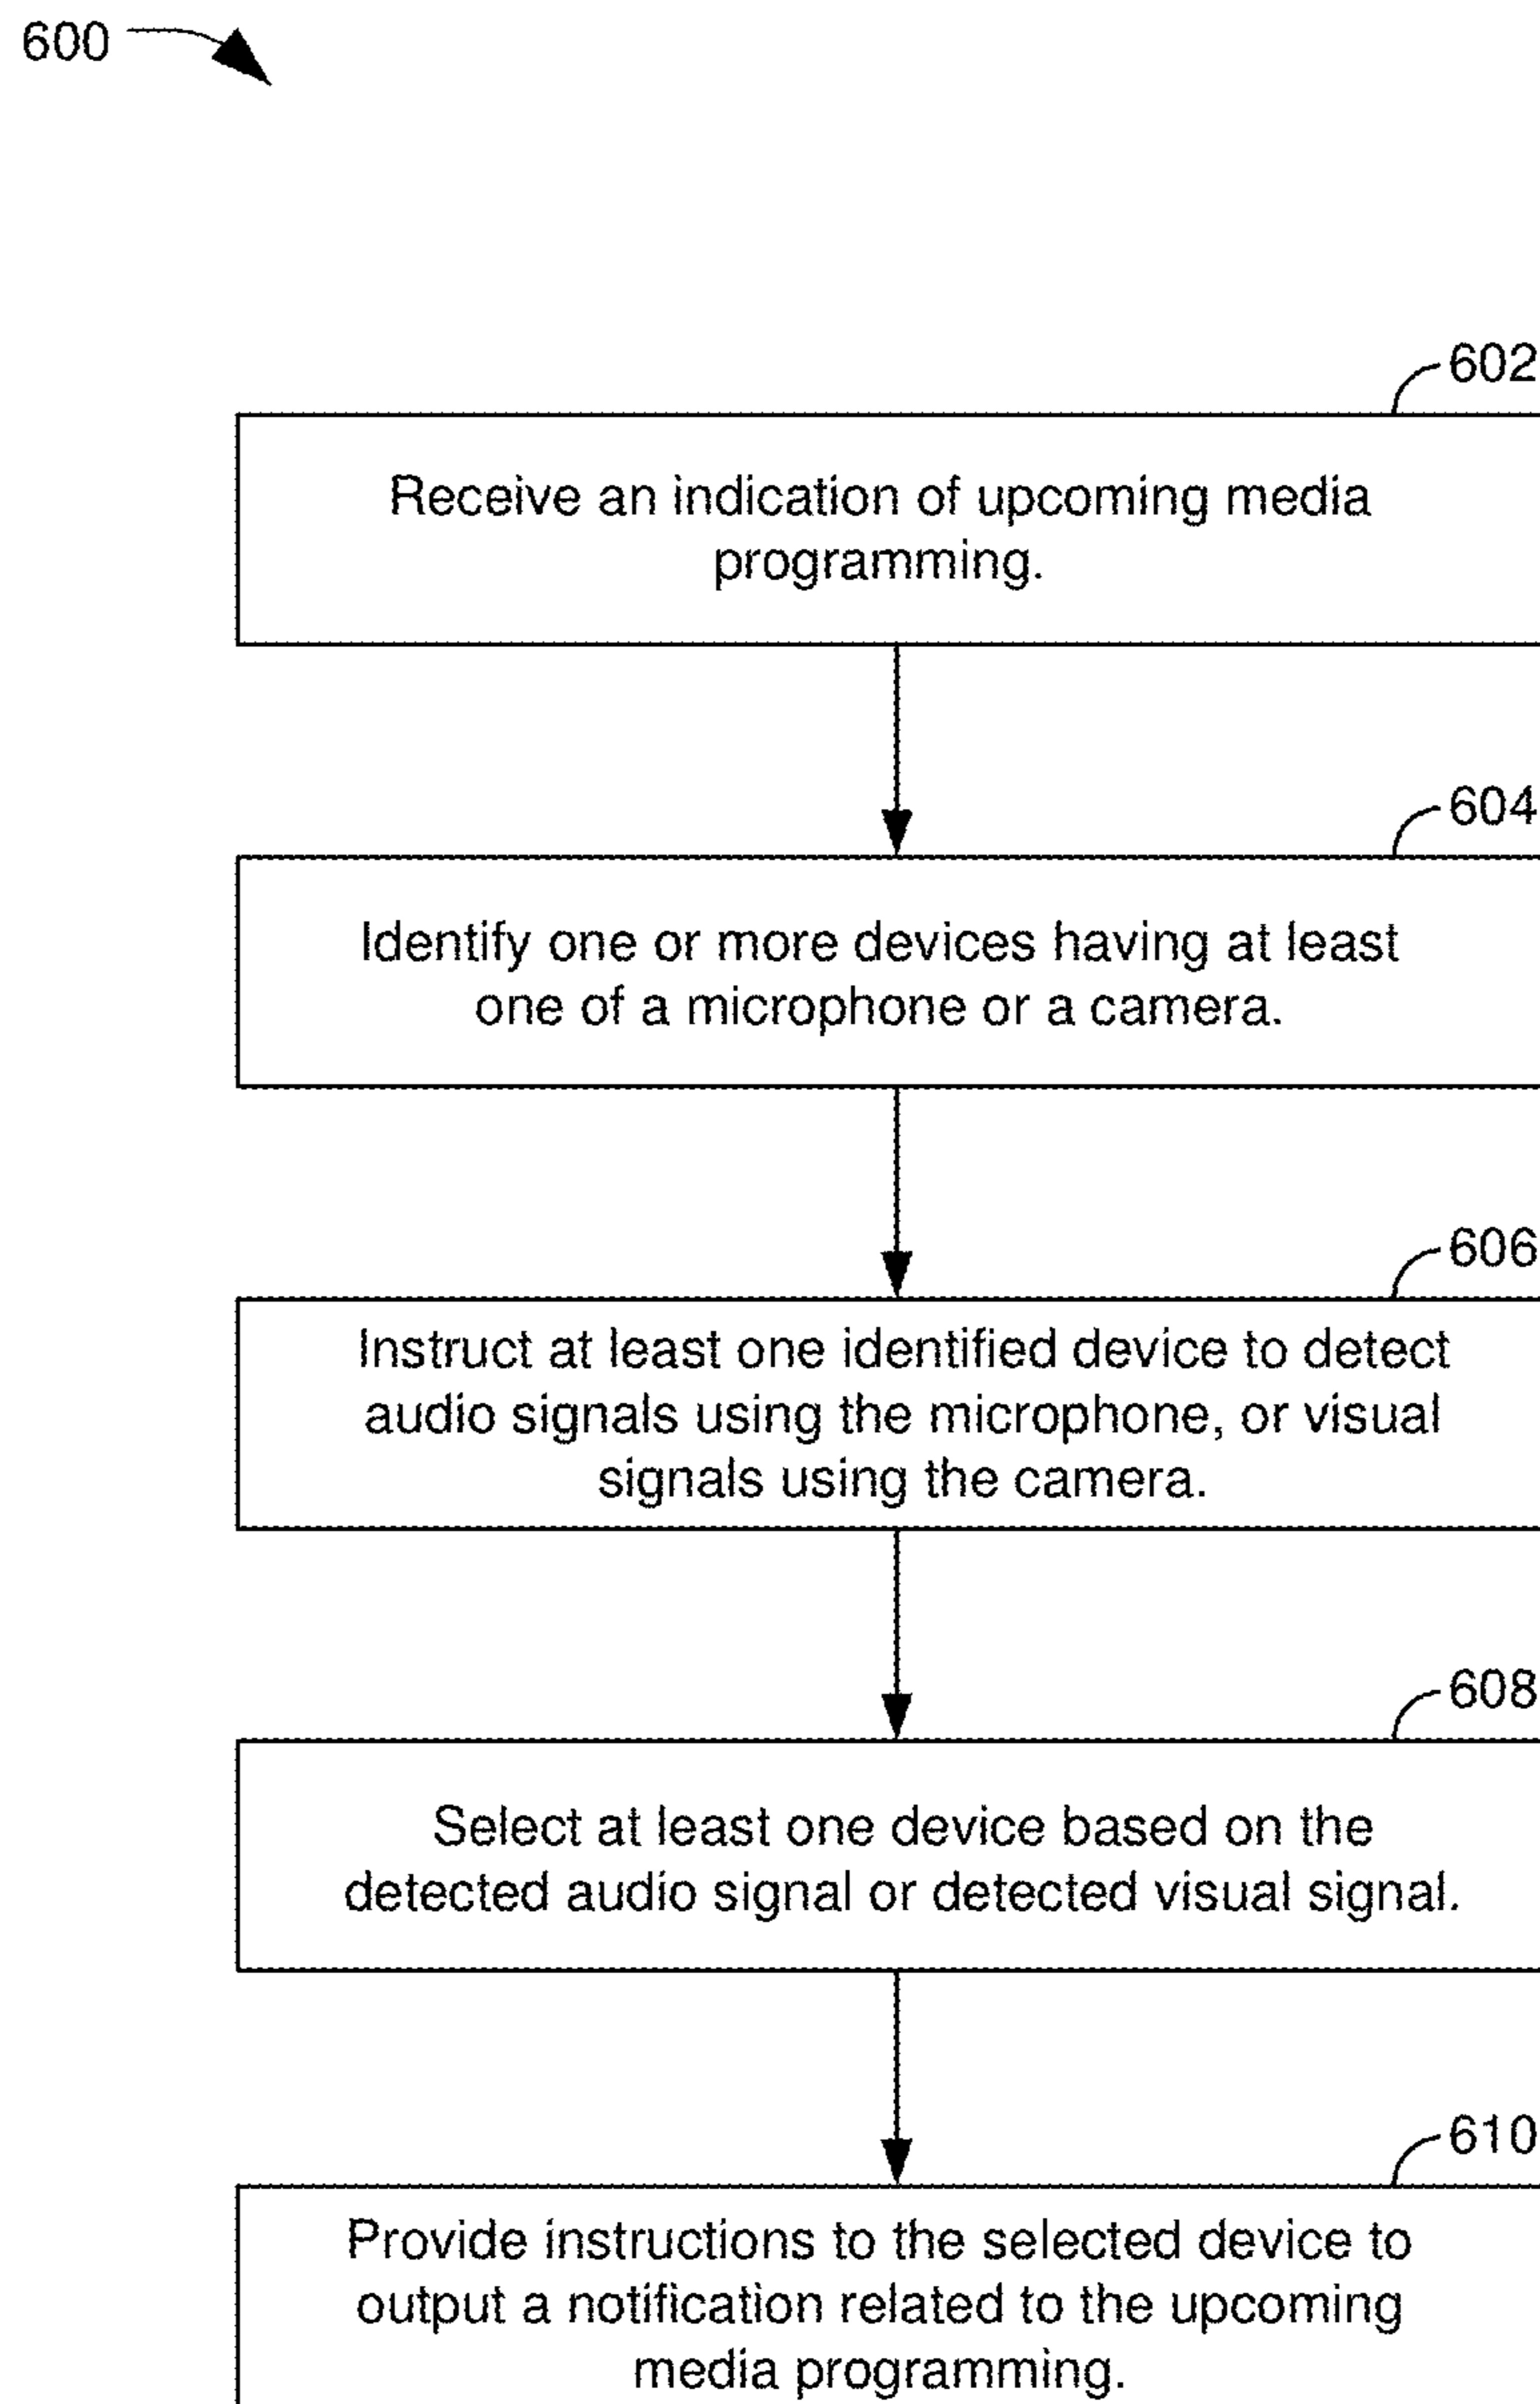 600
602
Receive an indication of upcoming media
programming.
604
Identify one or more devices having at least
one of a microphone or a camera.
606
Instruct at least one identified device to detect
audio signals using the microphone, or visual
signals using the camera.
608
Select at least one device based on the
detected audio signal or detected visual signal.
610
Provide instructions to the selected device to
output a notification related to the upcoming
media programming.